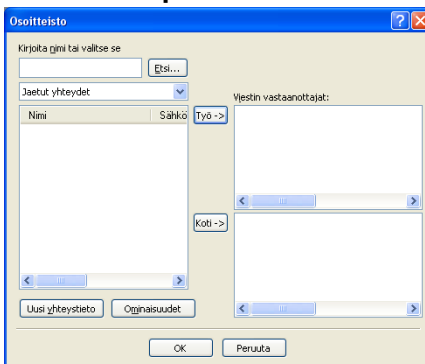 Osoitteisto
Kirjoita nimi tai valitse se
Etsi...
Jaetut yhteydet
Viestin vastaanottajat:
Nimi Sähkö Työ ->
Koti ->
Uusi yhteystieto Ominaisuudet
OK Peruuta